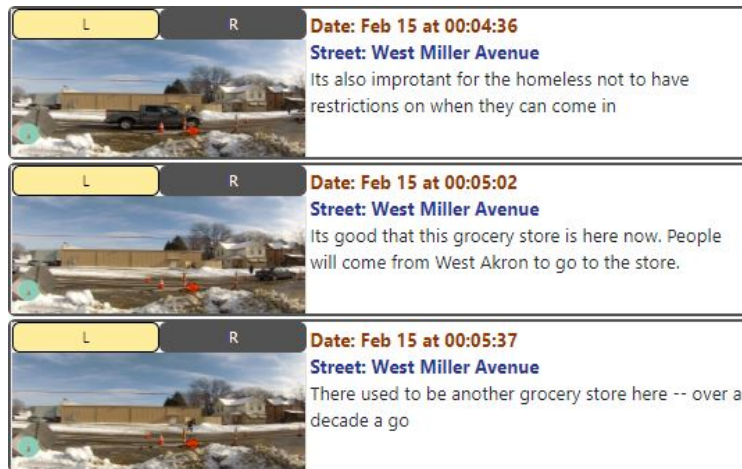 L R
Date: Feb 15 at 00:04:36
Street: West Miller Avenue
Its also improtant for the homeless not to have
restrictions on when they can come in
L R
Date: Feb 15 at 00:05:02
Street: West Miller Avenue
Its good that this grocery store is here now. People
will come from West Akron to go to the store.
L R
Date: Feb 15 at 00:05:37
Street: West Miller Avenue
There used to be another grocery store here -- over a
decade a go